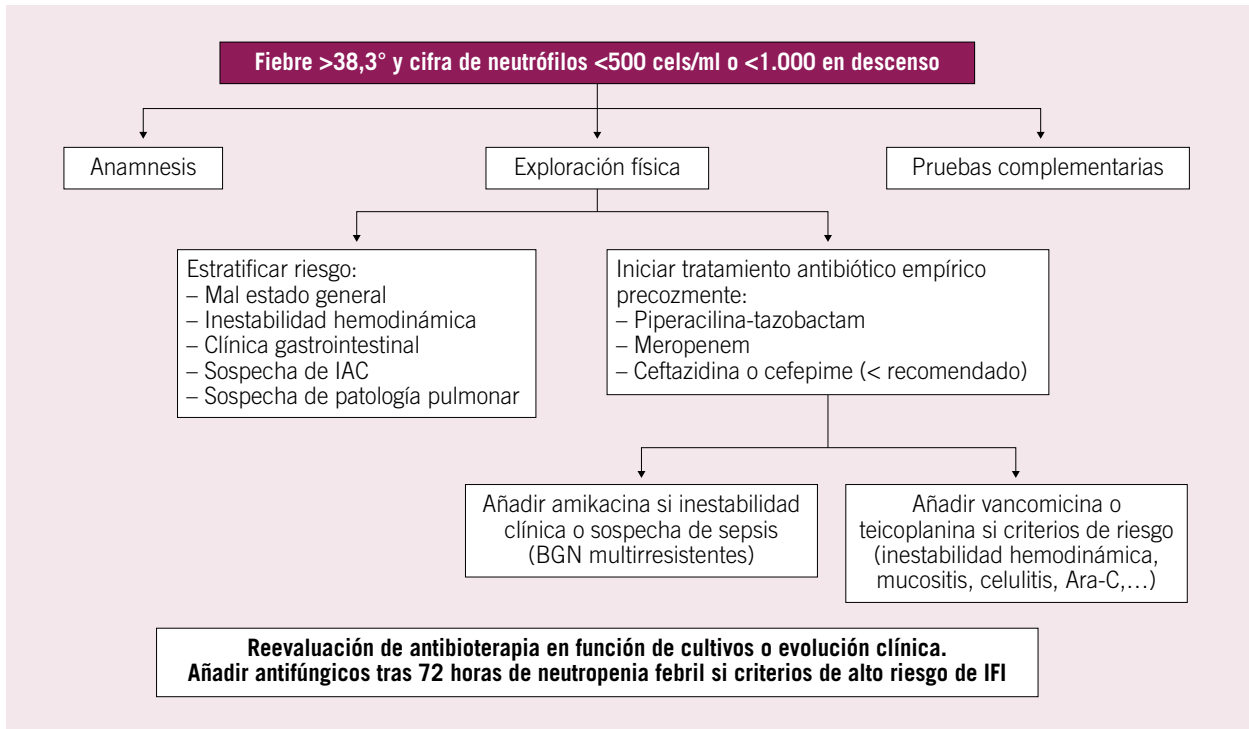 Fiebre >38,3° y cifra de neutrófilos <500 cels/ml o <1.000 en descenso
Anamnesis
Exploración física
Pruebas complementarias
Estratificar riesgo:
– Mal estado general
– Inestabilidad hemodinámica
– Clínica gastrointestinal
– Sospecha de IAC
– Sospecha de patología pulmonar
Iniciar tratamiento antibiótico empírico
precozmente:
– Piperacilina-tazobactam
– Meropenem
– Ceftazidina o cefepime (< recomendado)
Añadir amikacina si inestabilidad
clínica o sospecha de sepsis
(BGN multirresistentes)
Añadir vancomicina o
teicoplanina si criterios de riesgo
(inestabilidad hemodinámica,
mucositis, celulitis, Ara-C,…)
Reevaluación de antibioterapia en función de cultivos o evolución clínica.
Añadir antifúngicos tras 72 horas de neutropenia febril si criterios de alto riesgo de IFI